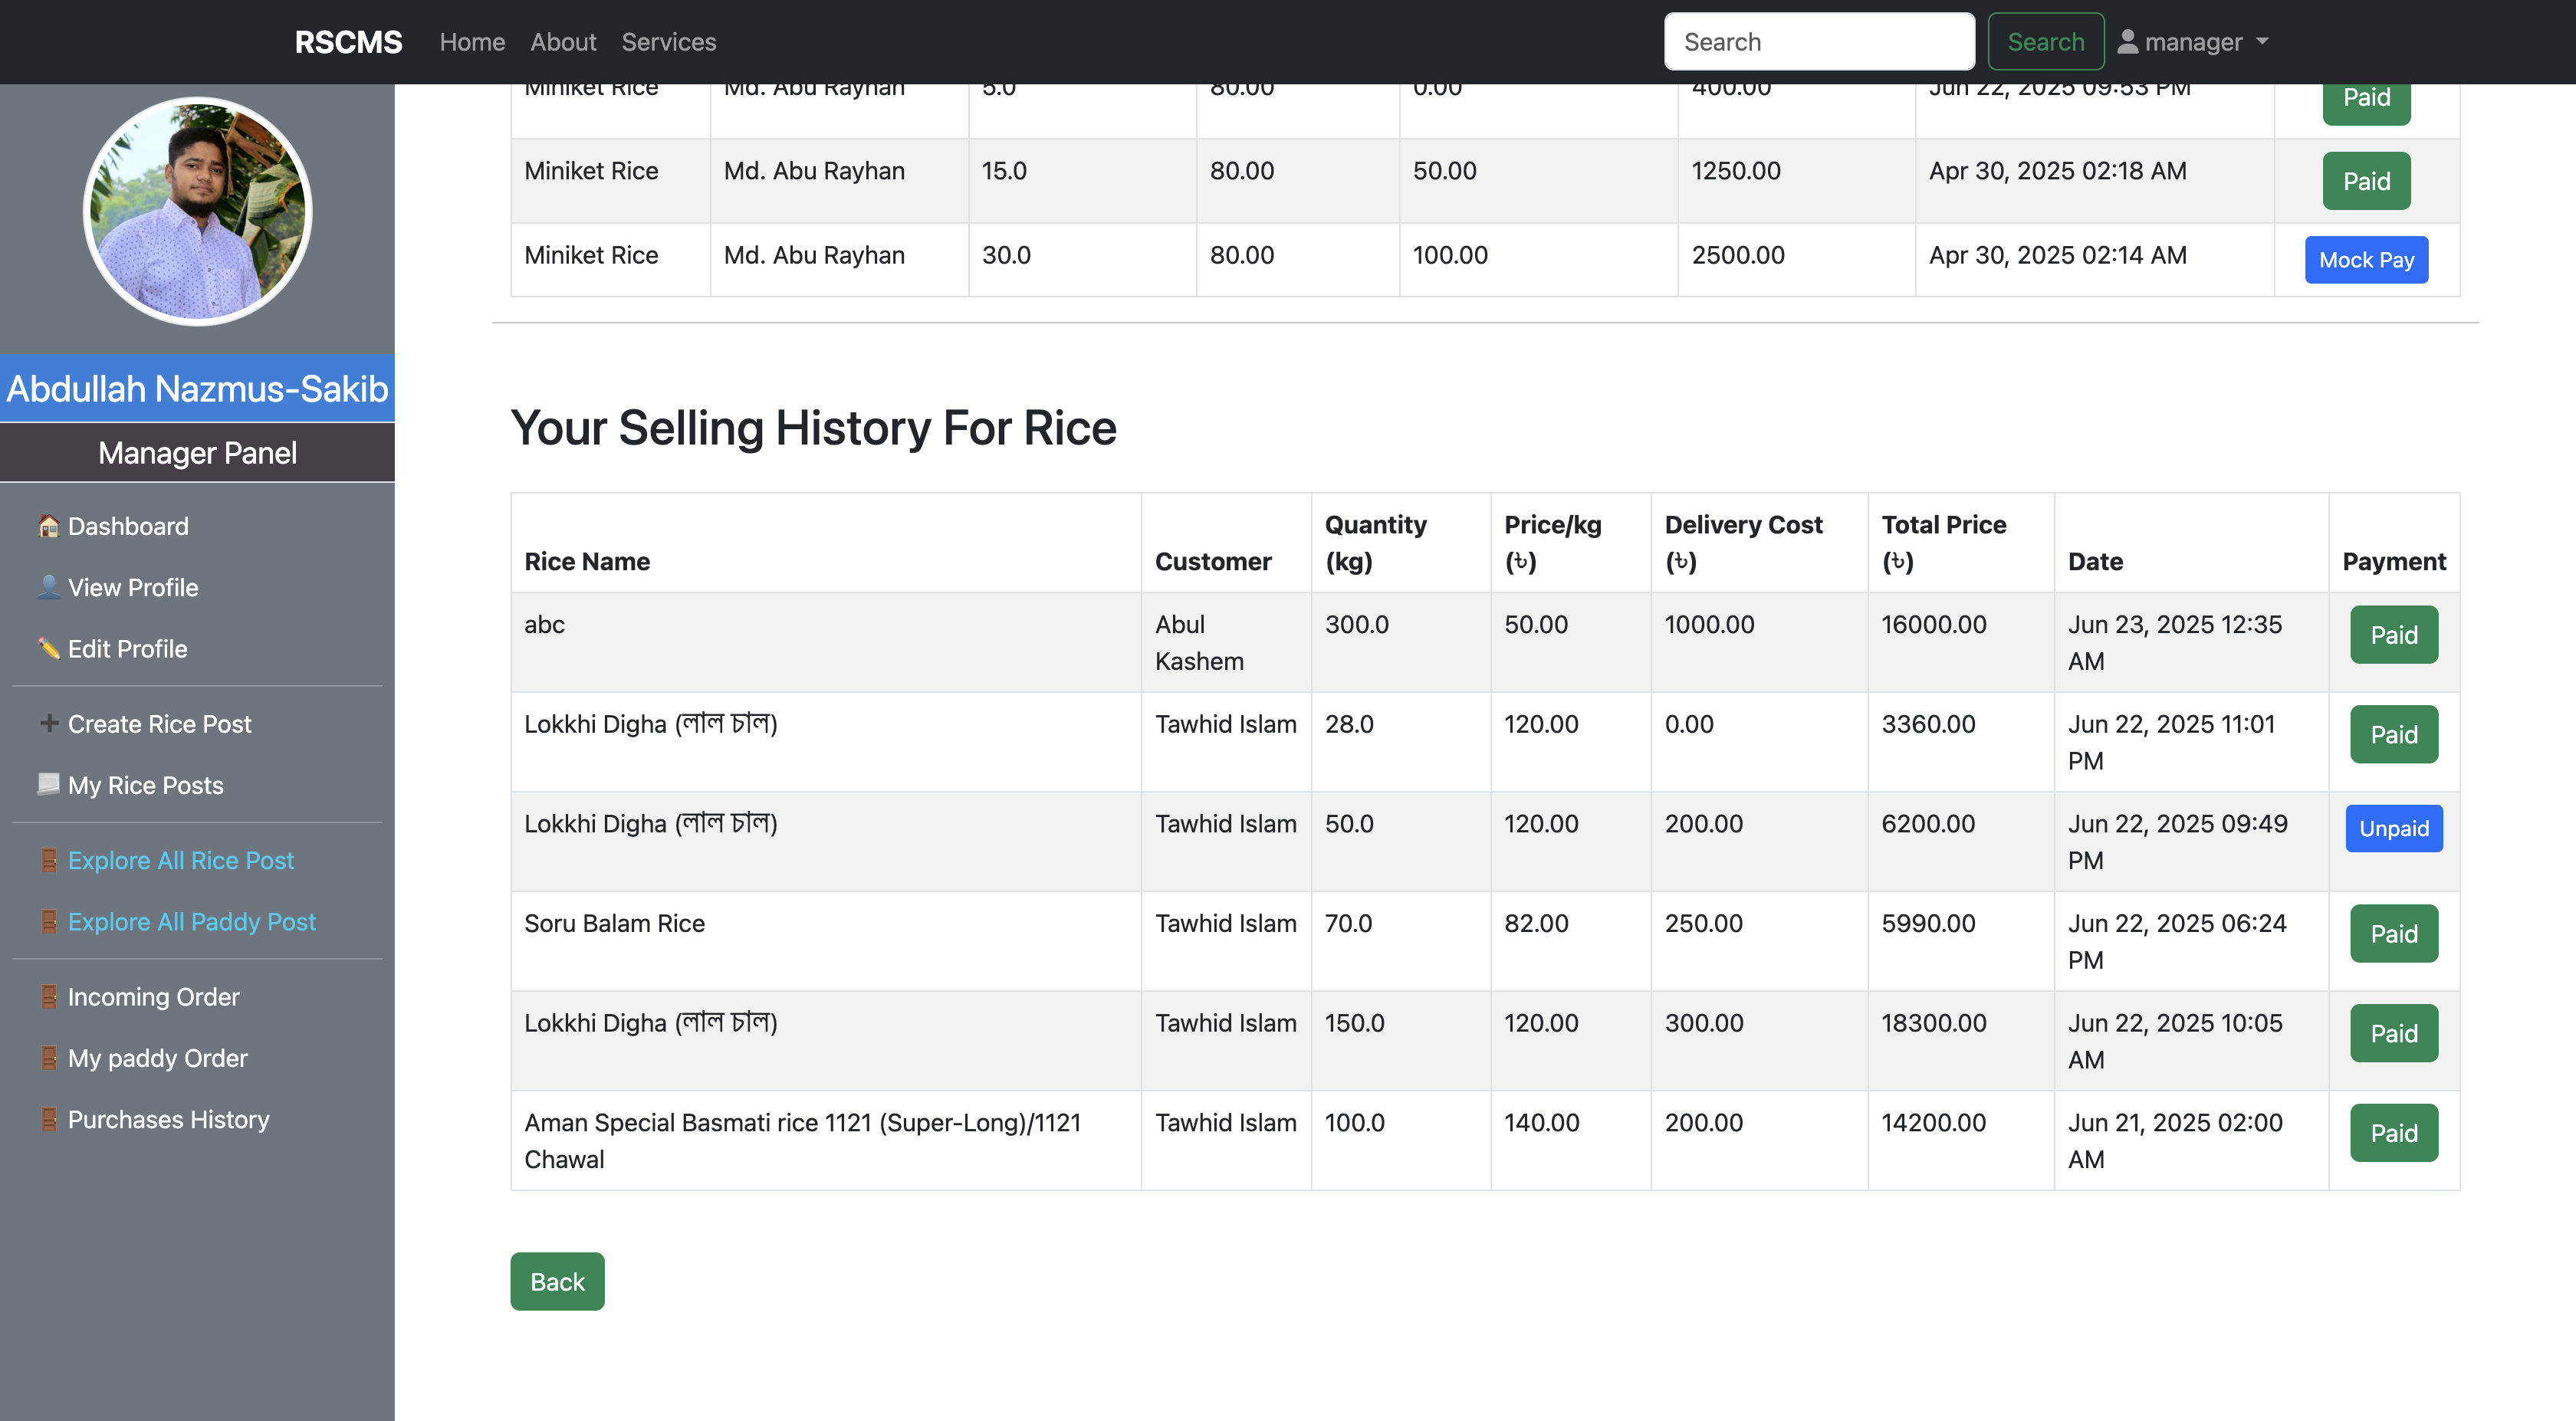 RSCMS Home About Services Search Search manager
Abdullah Nazmus-Sakib
Manager Panel
Dashboard
View Profile
Edit Profile
Create Rice Post
My Rice Posts
Explore All Rice Post
Explore All Paddy Post
Incoming Order
My paddy Order
Purchases History
Miniket Rice Md. Abu Rayhan 5.0 80.00 0.00 400.00 Jun 22, 2025 09:53 PM Paid
Miniket Rice Md. Abu Rayhan 15.0 80.00 50.00 1250.00 Apr 30, 2025 02:18 AM Paid
Miniket Rice Md. Abu Rayhan 30.0 80.00 100.00 2500.00 Apr 30, 2025 02:14 AM Mock Pay
Your Selling History For Rice
Quantity Price/kg Delivery Cost Total Price
Rice Name Customer (kg) (৳) (৳) (৳) Date Payment
abc Abul 300.0 50.00 1000.00 16000.00 Jun 23, 2025 12:35 Paid
Kashem AM
Lokkhi Digha (লাল চাল) Tawhid Islam 28.0 120.00 0.00 3360.00 Jun 22, 2025 11:01 Paid
PM
Lokkhi Digha (লাল চাল) Tawhid Islam 50.0 120.00 200.00 6200.00 Jun 22, 2025 09:49 Unpaid
PM
Soru Balam Rice Tawhid Islam 70.0 82.00 250.00 5990.00 Jun 22, 2025 06:24 Paid
PM
Lokkhi Digha (লাল চাল) Tawhid Islam 150.0 120.00 300.00 18300.00 Jun 22, 2025 10:05 Paid
AM
Aman Special Basmati rice 1121 (Super-Long)/1121 Tawhid Islam 100.0 140.00 200.00 14200.00 Jun 21, 2025 02:00 Paid
Chawal AM
Back